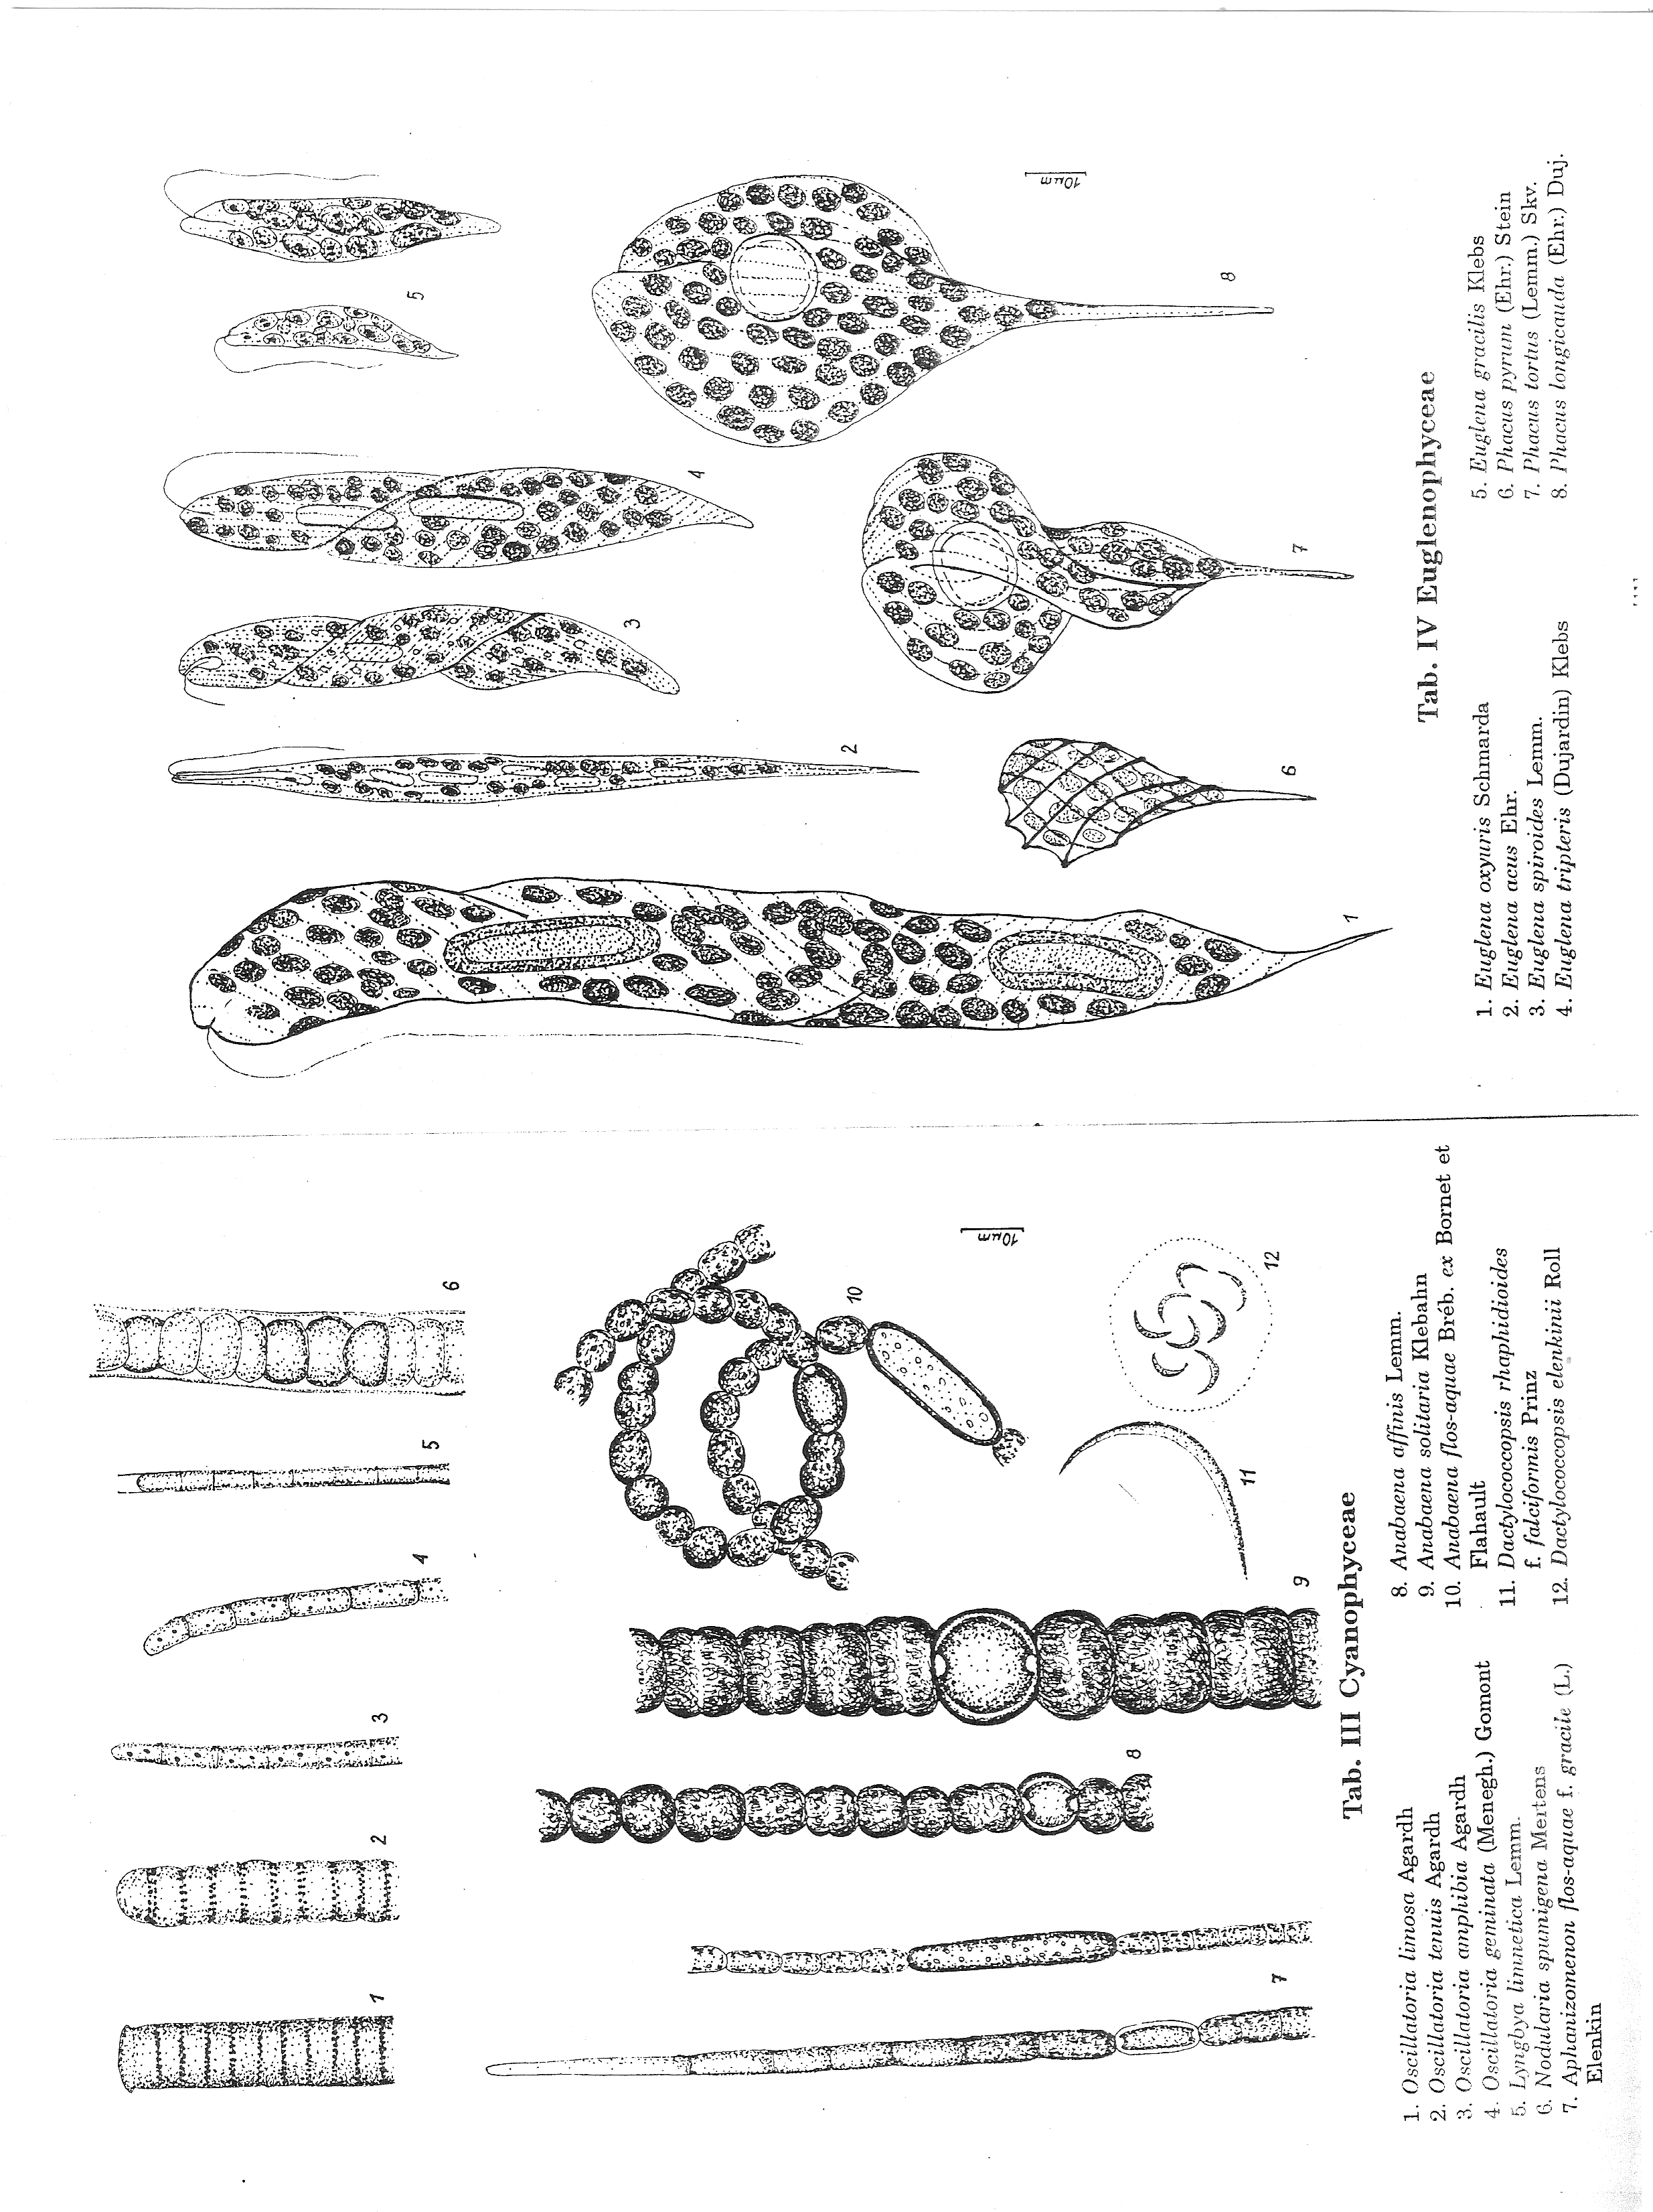 1
2
3
4
5
6
7
8
9
10
11
12
10µm
Tab. III Cyanophyceae
1. Oscillatoria limosa Agardh
2. Oscillatoria tenuis Agardh
3. Oscillatoria amphibia Agardh
4. Oscillatoria geminata (Menegh.) Gomont
5. Lyngbya limnetica Lemm.
6. Nodularia spumigena Mertens
7. Aphanizomenon flos-aquae f. gracile (L.)
Elenkin
8. Anabaena affinis Lemm.
9. Anabaena solitaria Klebahn
10. Anabaena flos-aquae Bréb. ex Bornet et
Flahault
11. Dactylococcopsis rhaphidioides
f. falciformis Prinz
12. Dactylococcopsis elenkinii Roll
1
2
3
4
5
6
7
8
10µm
Tab. IV Euglenophyceae
1. Euglena oxyuris Schmarda
2. Euglena acus Ehr.
3. Euglena spiroides Lemm.
4. Euglena tripteris (Dujardin) Klebs
5. Euglena gracilis Klebs
6. Phacus pyrum (Ehr.) Stein
7. Phacus tortus (Lemm.) Skv.
8. Phacus longicauda (Ehr.) Duj.